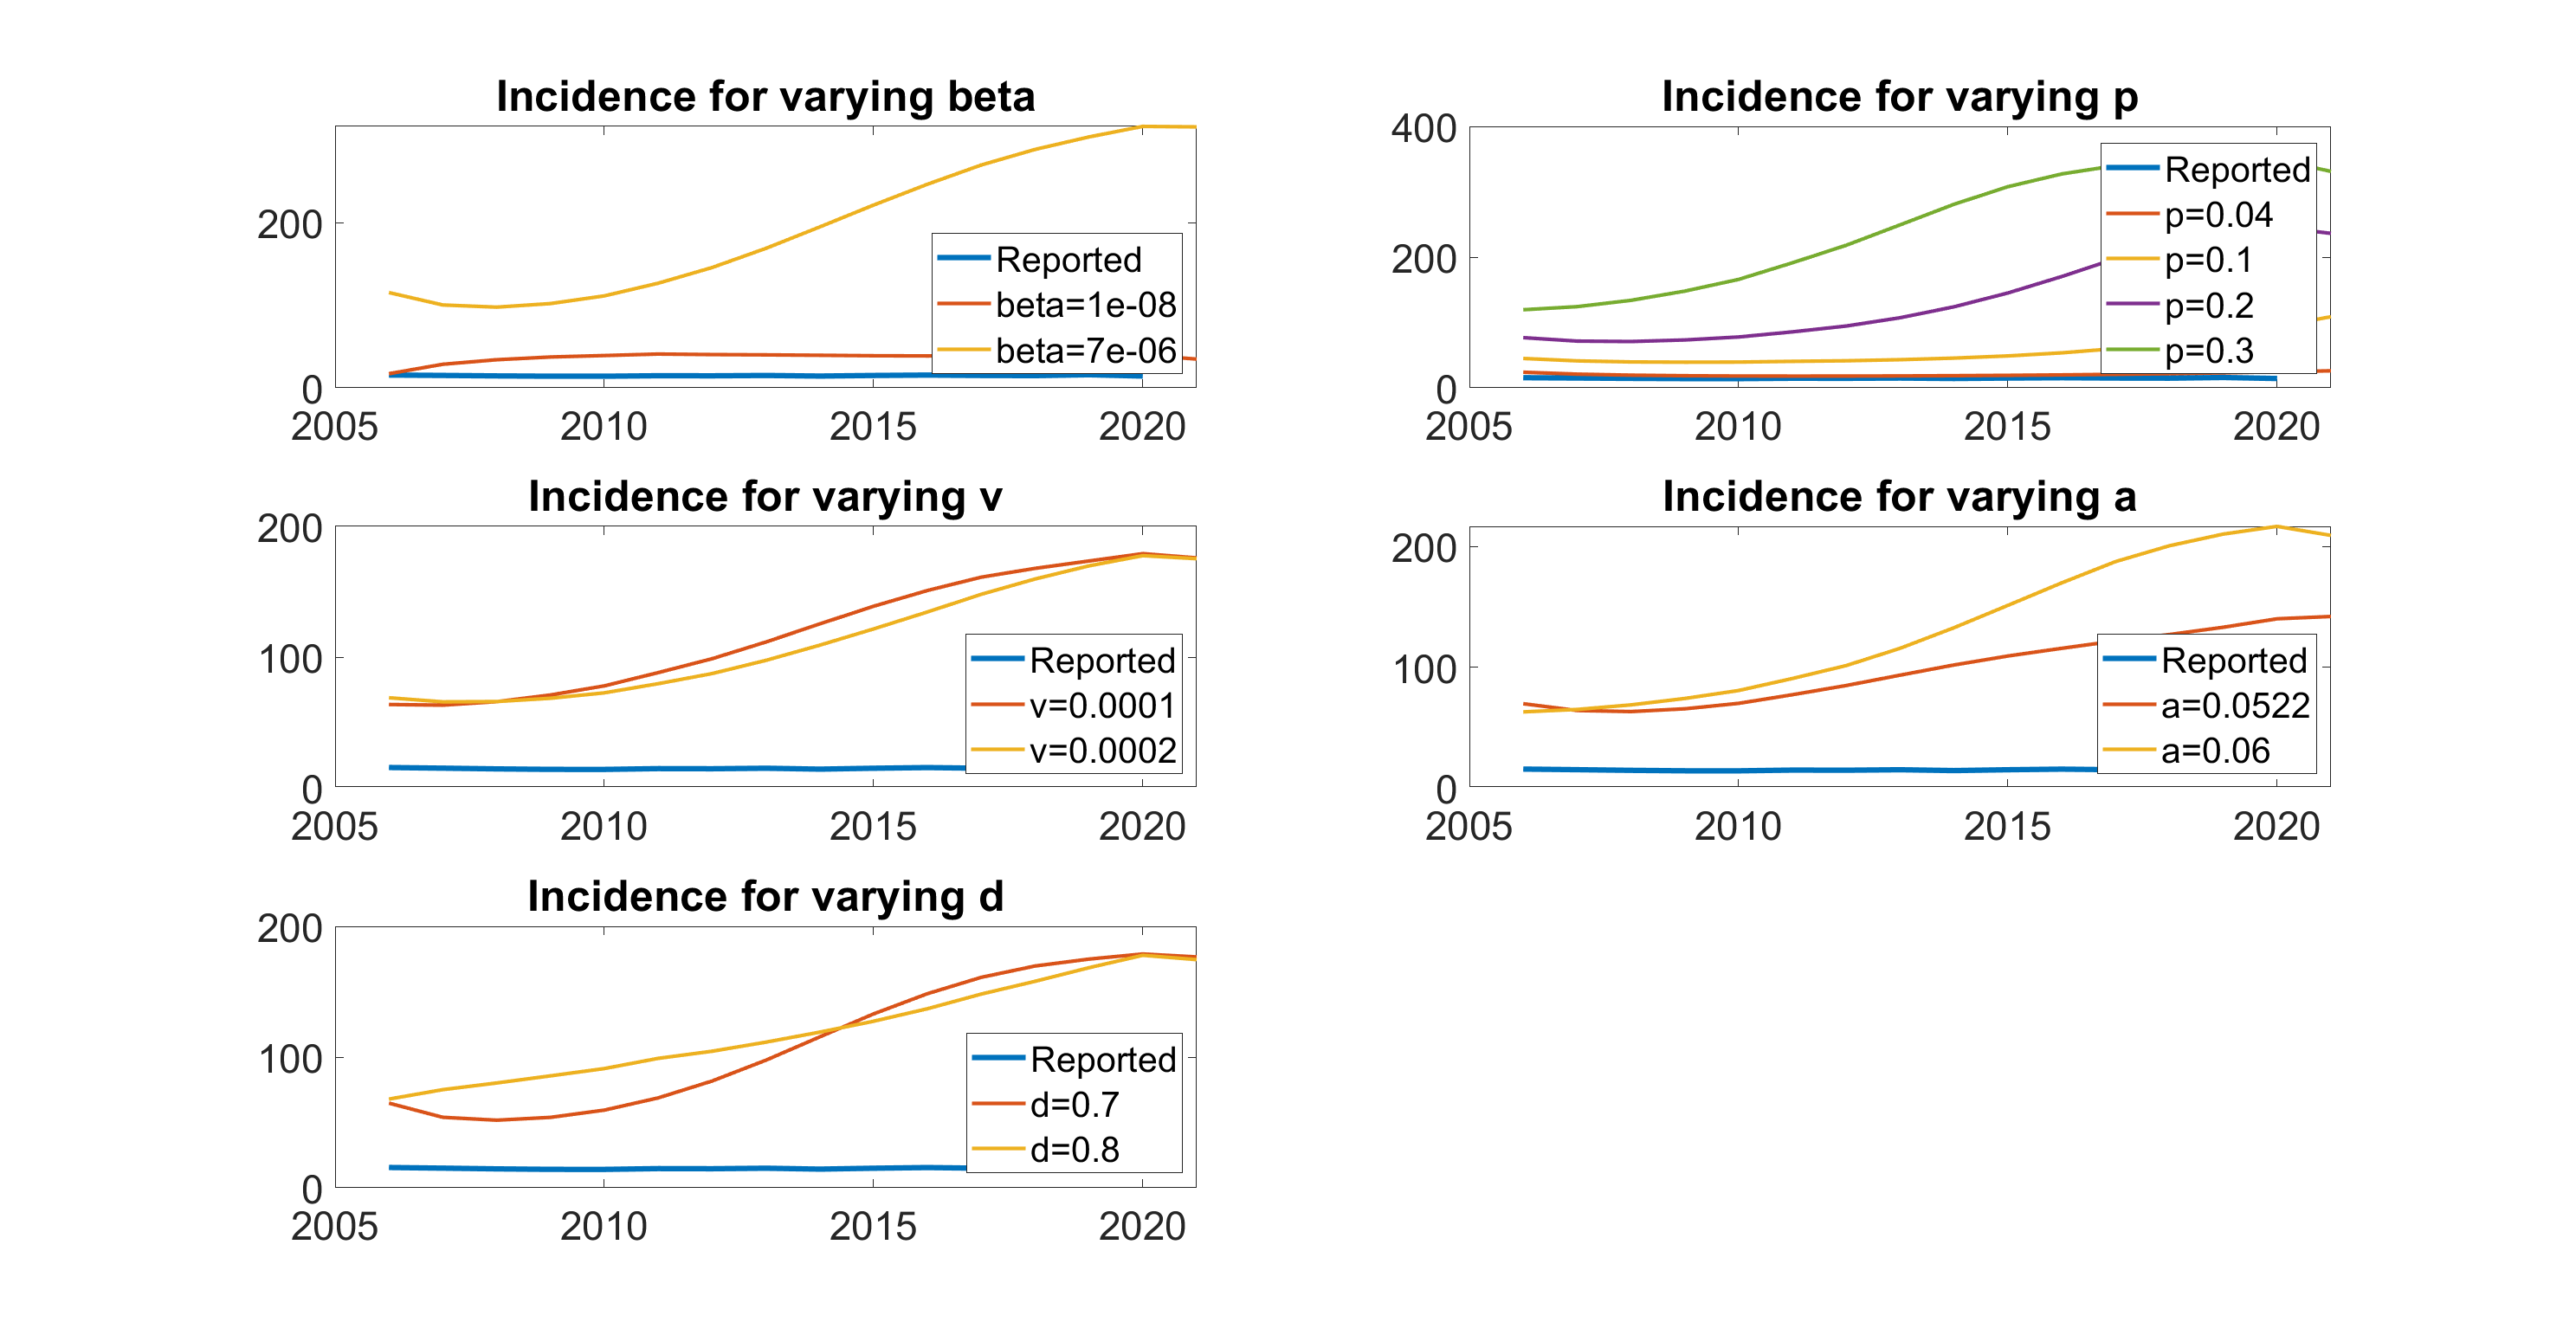 Incidence for varying beta
200
0
2005 2010 2015 2020
Reported
beta=1e-08
beta=7e-06
Incidence for varying p
400
200
0
2005 2010 2015 2020
Reported
p=0.04
p=0.1
p=0.2
p=0.3
Incidence for varying v
200
100
0
2005 2010 2015 2020
Reported
v=0.0001
v=0.0002
Incidence for varying a
200
100
0
2005 2010 2015 2020
Reported
a=0.0522
a=0.06
Incidence for varying d
200
100
0
2005 2010 2015 2020
Reported
d=0.7
d=0.8